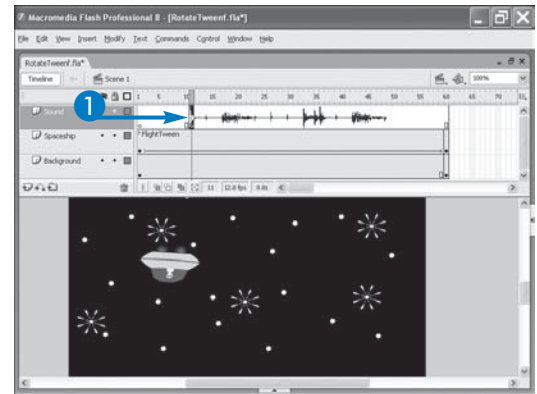 Macromedia Flash Professional 8 - [RotateTweenf.fla*]
File Edit View Insert Modify Text Commands Control Window Help
RotateTweenf.fla*
Timeline Scene 1 100%
1 5 10 15 20 25 30 35 40 45 50 55 60 65 70
1
Sound
Spaceship FlightTween
Background
11 12.0 fps 0.8s